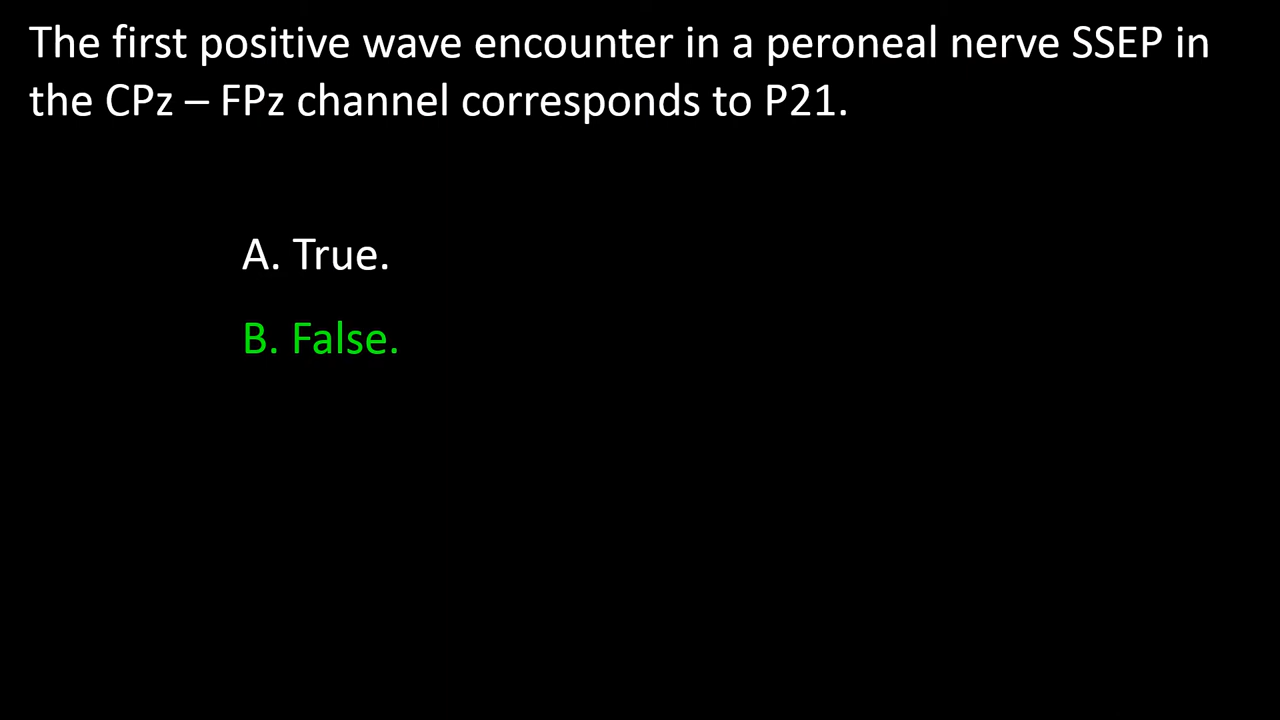 The first positive wave encounter in a peroneal nerve SSEP in
the CPz – FPz channel corresponds to P21.
A. True.
B. False.